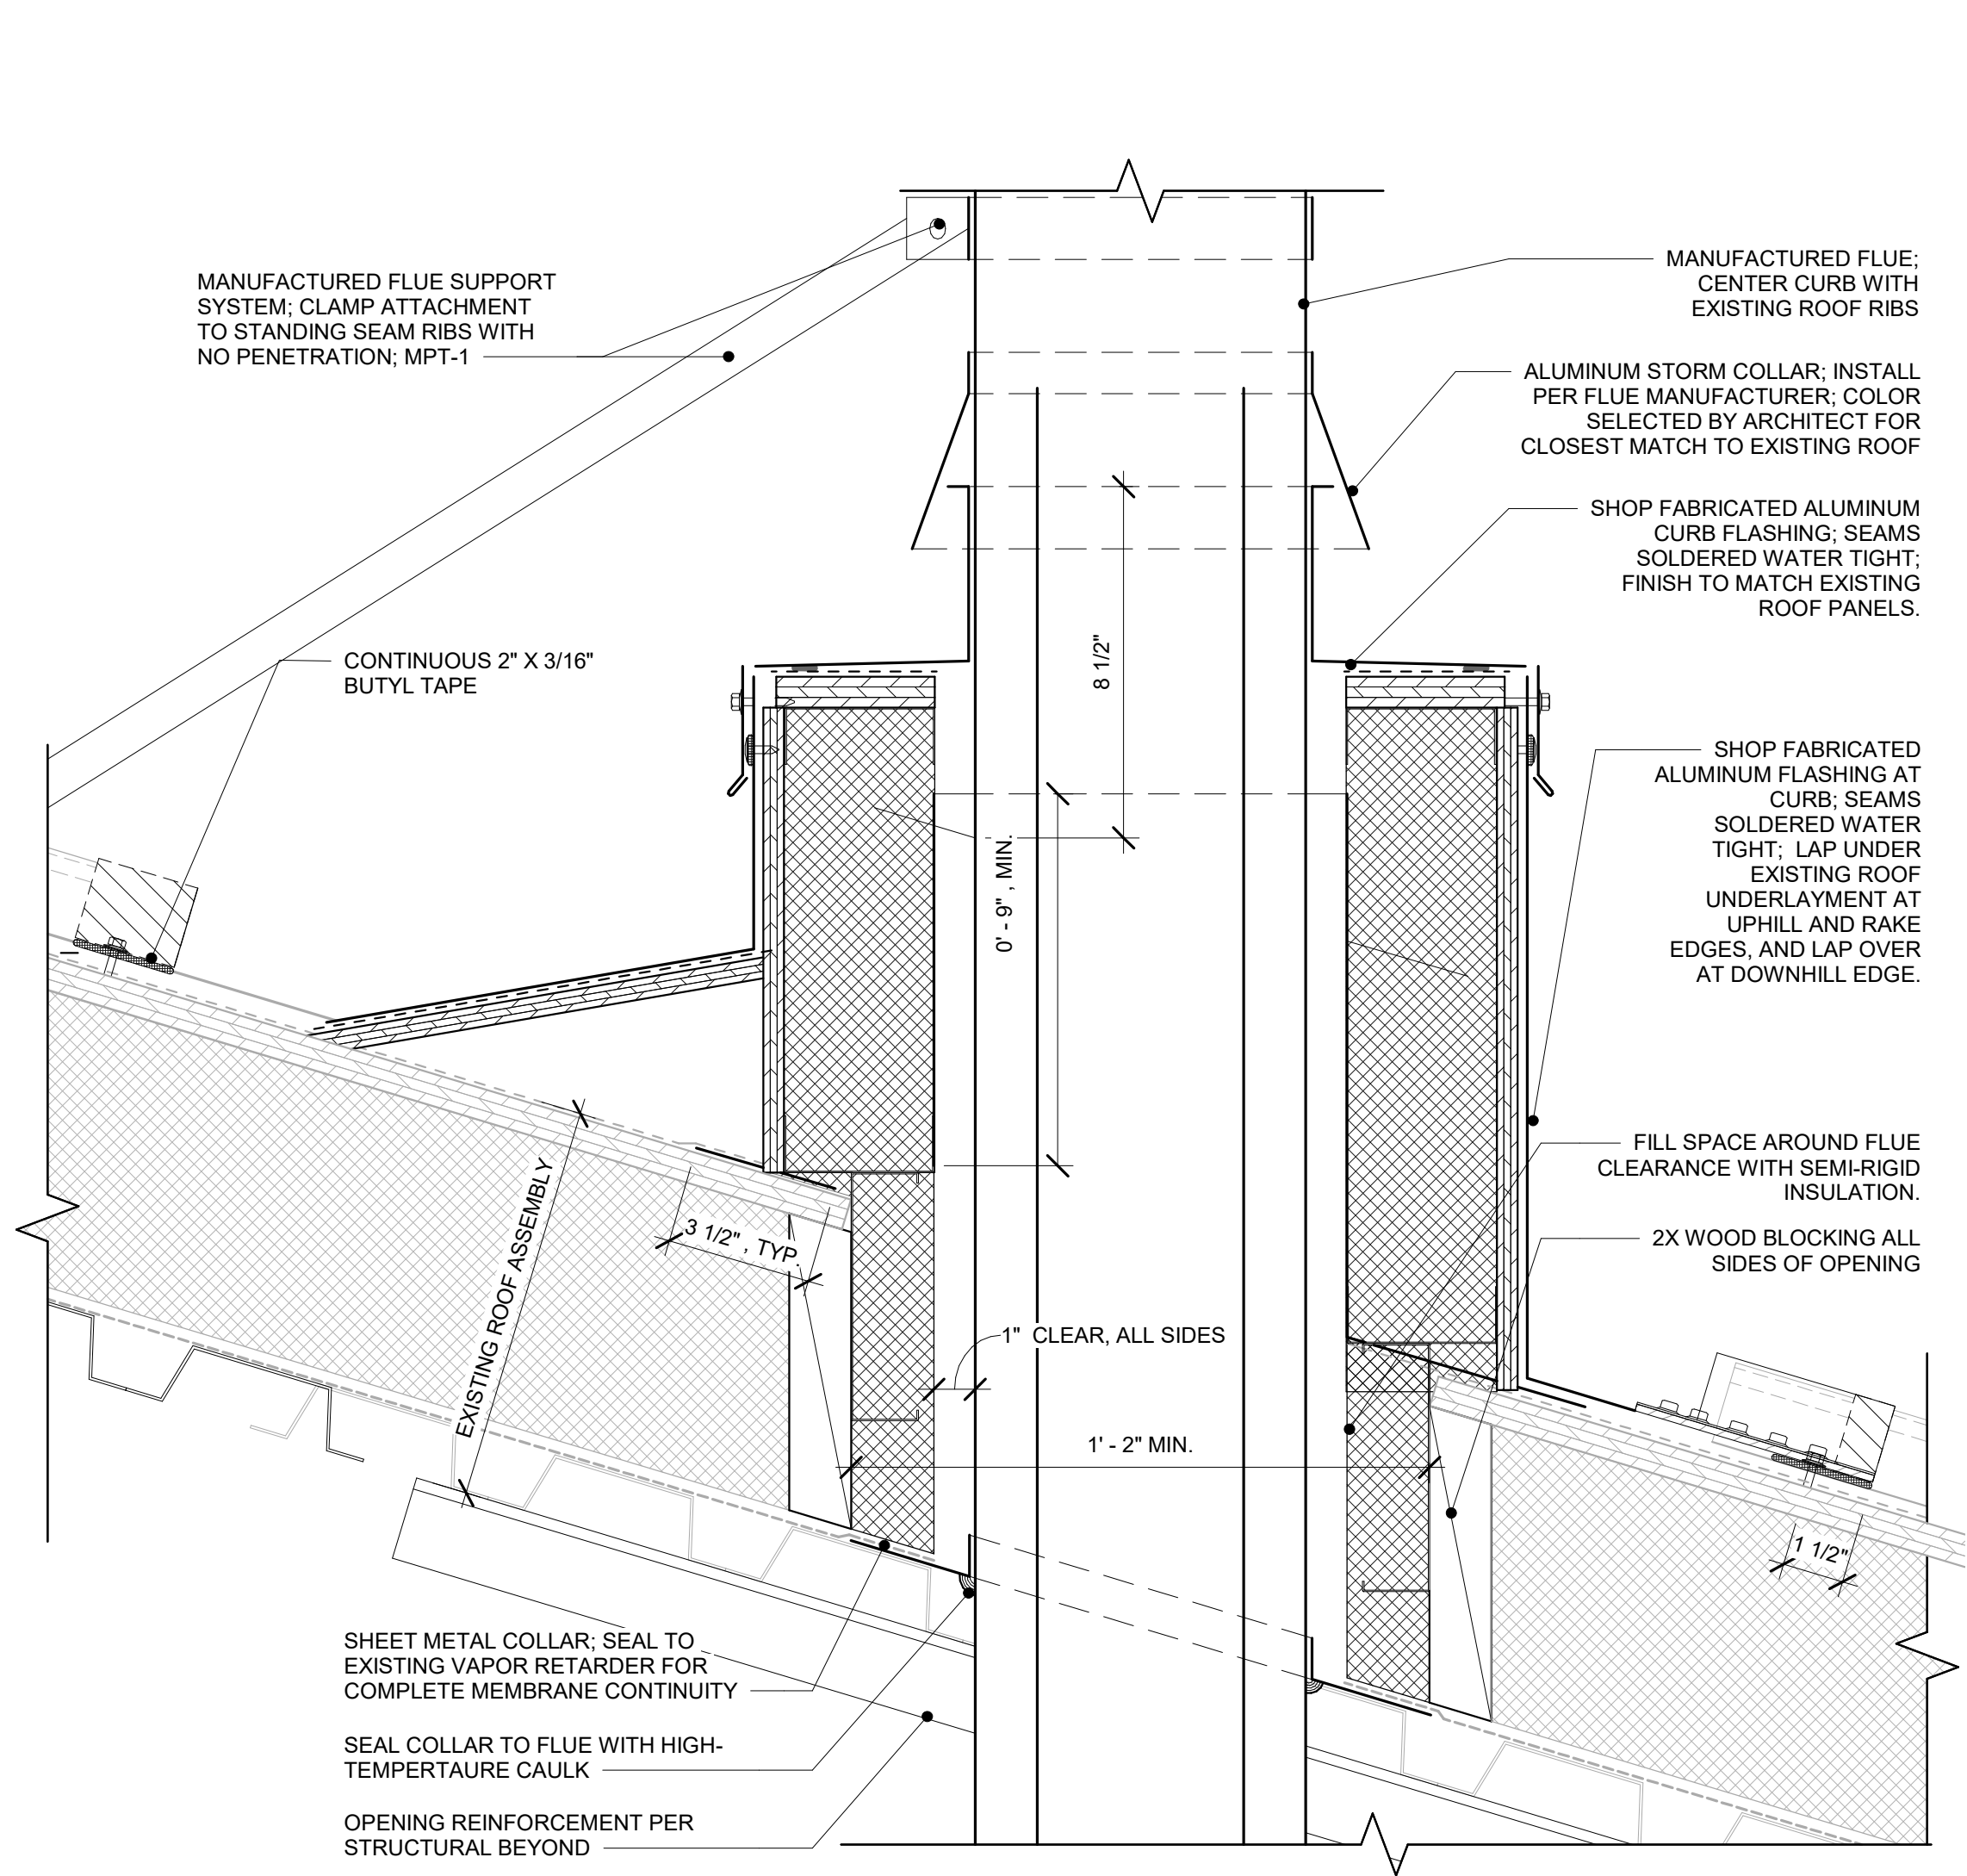 MANUFACTURED FLUE SUPPORT
SYSTEM; CLAMP ATTACHMENT
TO STANDING SEAM RIBS WITH
NO PENETRATION; MPT-1
MANUFACTURED FLUE;
CENTER CURB WITH
EXISTING ROOF RIBS
ALUMINUM STORM COLLAR; INSTALL
PER FLUE MANUFACTURER; COLOR
SELECTED BY ARCHITECT FOR
CLOSEST MATCH TO EXISTING ROOF
SHOP FABRICATED ALUMINUM
CURB FLASHING; SEAMS
SOLDERED WATER TIGHT;
FINISH TO MATCH EXISTING
ROOF PANELS.
CONTINUOUS 2" X 3/16"
BUTYL TAPE
8 1/2"
0' - 9" , MIN.
SHOP FABRICATED
ALUMINUM FLASHING AT
CURB; SEAMS
SOLDERED WATER
TIGHT; LAP UNDER
EXISTING ROOF
UNDERLAYMENT AT
UPHILL AND RAKE
EDGES, AND LAP OVER
AT DOWNHILL EDGE.
FILL SPACE AROUND FLUE
CLEARANCE WITH SEMI-RIGID
INSULATION.
2X WOOD BLOCKING ALL
SIDES OF OPENING
EXISTING ROOF ASSEMBLY
3 1/2" , TYP.
1" CLEAR, ALL SIDES
1' - 2" MIN.
1 1/2"
SHEET METAL COLLAR; SEAL TO
EXISTING VAPOR RETARDER FOR
COMPLETE MEMBRANE CONTINUITY
SEAL COLLAR TO FLUE WITH HIGH-
TEMPERTAURE CAULK
OPENING REINFORCEMENT PER
STRUCTURAL BEYOND